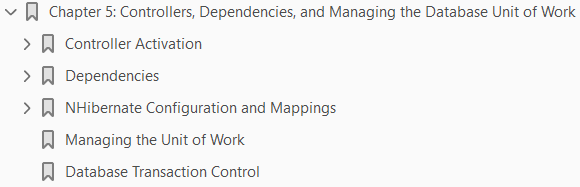 Chapter 5: Controllers, Dependencies, and Managing the Database Unit of Work
Controller Activation
Dependencies
NHibernate Configuration and Mappings
Managing the Unit of Work
Database Transaction Control